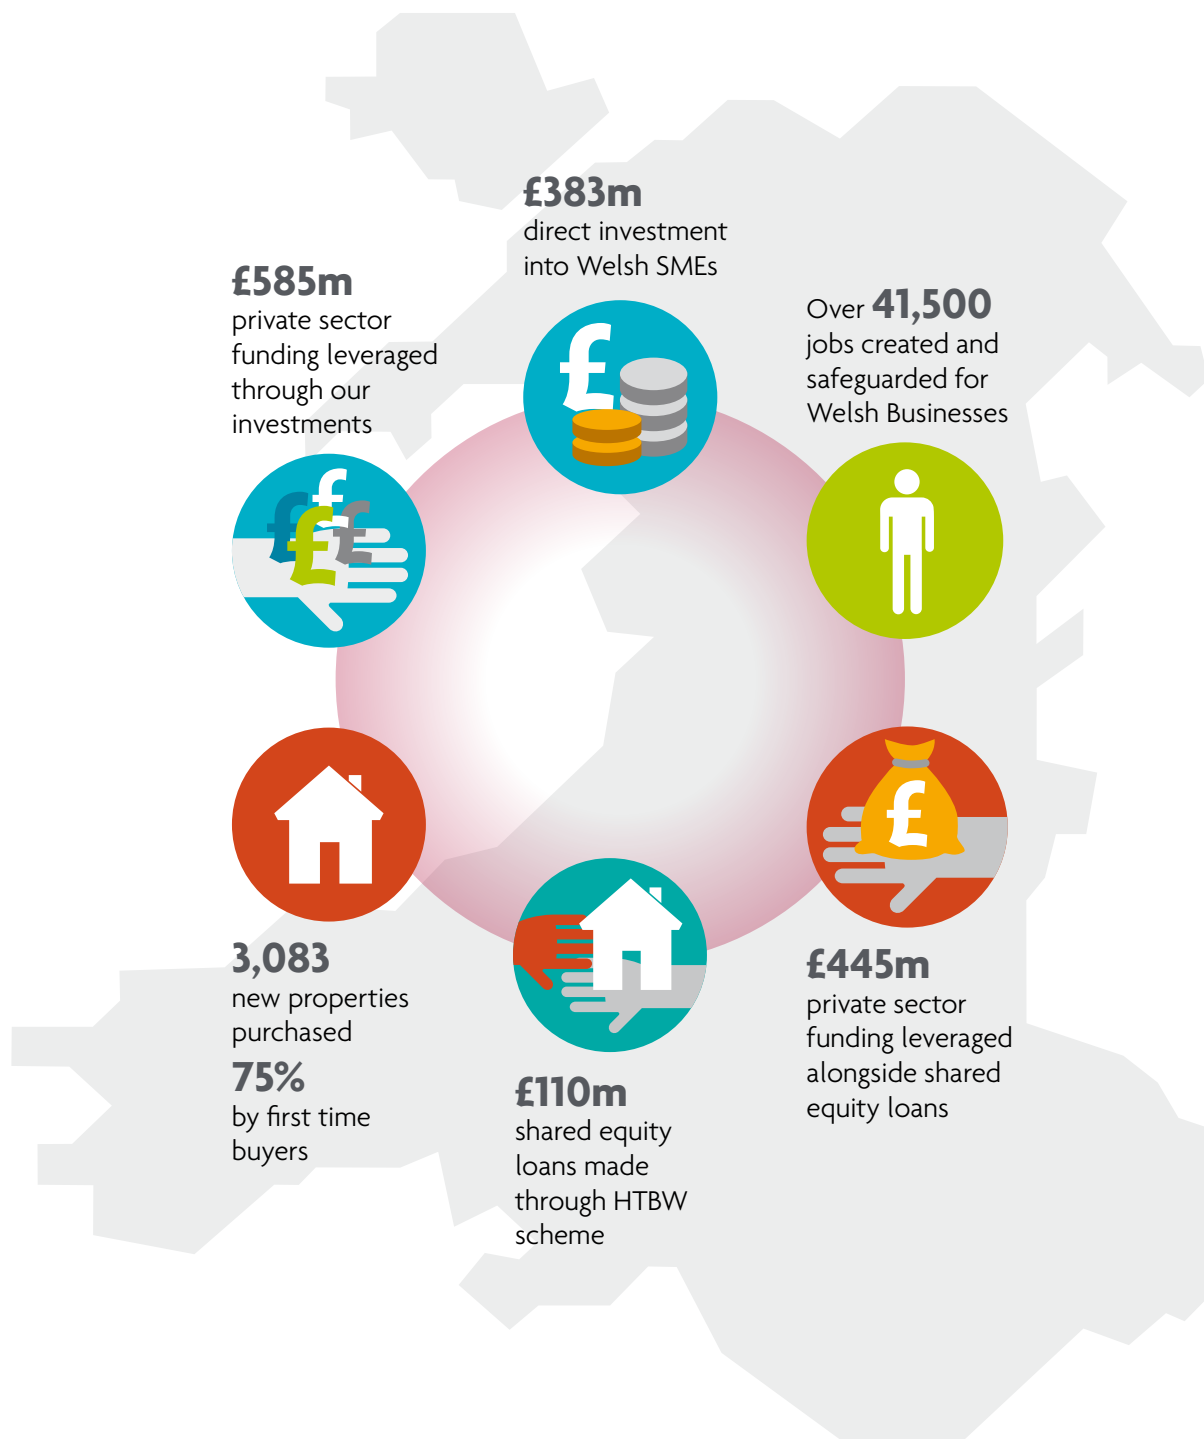 £383m
direct investment
into Welsh SMEs
£585m
private sector
funding leveraged
through our
investments
Over 41,500
jobs created and
safeguarded for
Welsh Businesses
£
£
£
£
£
£
3,083
new properties
purchased
75%
by first time
buyers
£110m
shared equity
loans made
through HTBW
scheme
£445m
private sector
funding leveraged
alongside shared
equity loans